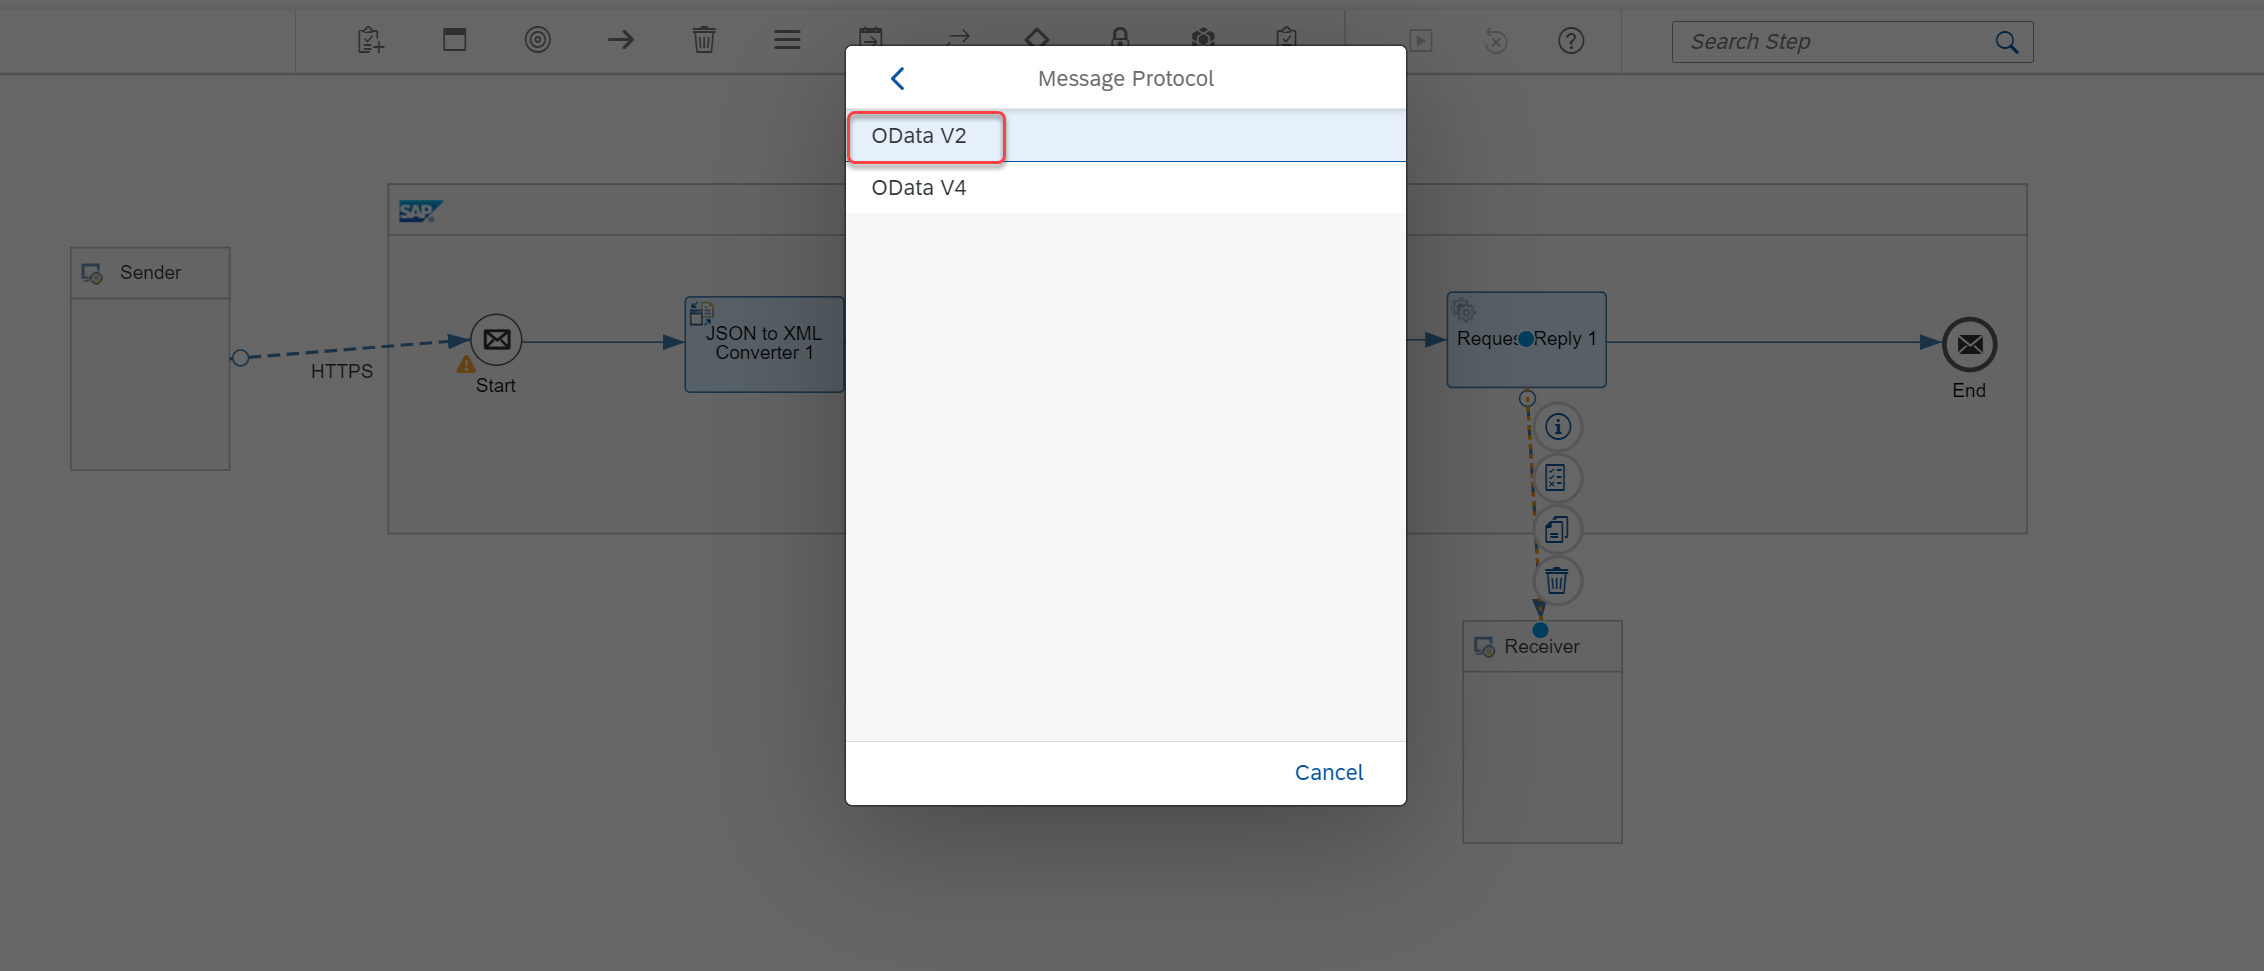 Search Step
Message Protocol
OData V2
OData V4
SAP
Sender
JSON to XML
Converter 1
Reply 1
HTTPS
Start
End
Receiver
Cancel